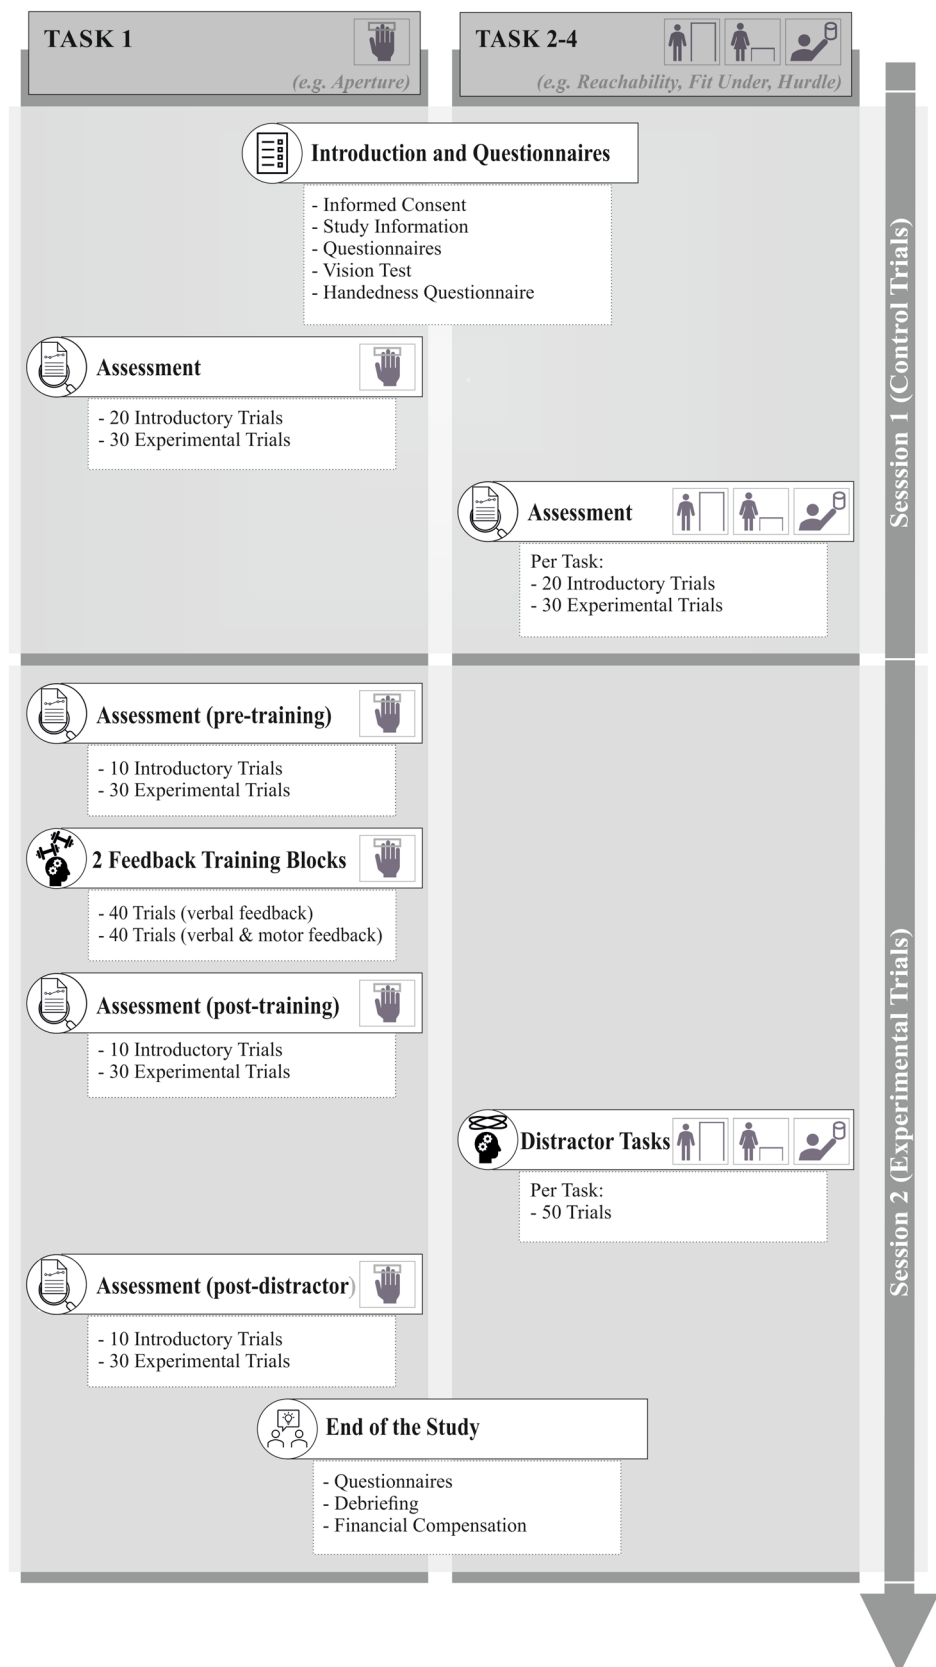 TASK 1
(e.g. Aperture)
TASK 2-4
(e.g. Reachability, Fit Under, Hurdle)
Introduction and Questionnaires
- Informed Consent
- Study Information
- Questionnaires
- Vision Test
- Handedness Questionnaire
Assessment
- 20 Introductory Trials
- 30 Experimental Trials
Assessment
Per Task:
- 20 Introductory Trials
- 30 Experimental Trials
Sesssion 1 (Control Trials)
Assessment (pre-training)
- 10 Introductory Trials
- 30 Experimental Trials
2 Feedback Training Blocks
- 40 Trials (verbal feedback)
- 40 Trials (verbal & motor feedback)
Assessment (post-training)
- 10 Introductory Trials
- 30 Experimental Trials
Distractor Tasks
Per Task:
- 50 Trials
Assessment (post-distractor)
- 10 Introductory Trials
- 30 Experimental Trials
End of the Study
- Questionnaires
- Debriefing
- Financial Compensation
Session 2 (Experimental Trials)